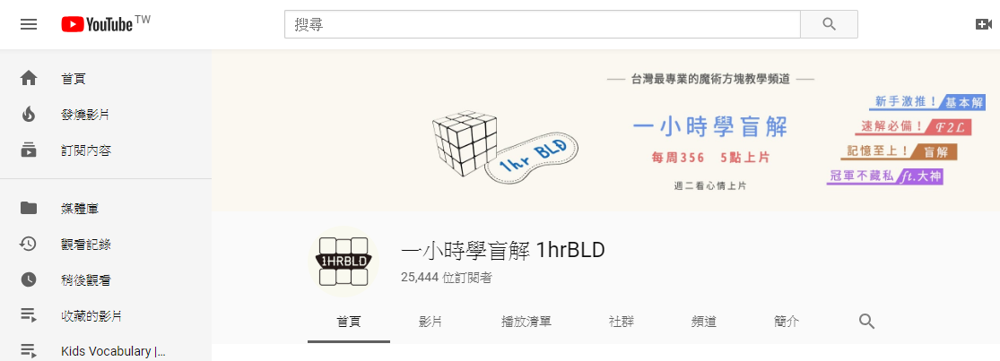 YouTube TW
搜尋
首頁
發燒影片
訂閱內容
媒體庫
觀看記錄
稍後觀看
收藏的影片
Kids Vocabulary |...
1hr BLD
台灣最專業的魔術方塊教學頻道
一小時學盲解
每周356 5點上片
週二看心情上片
新手激推！ 基本解
速解必備！ F2L
記憶至上！ 盲解
冠軍不藏私 ft.大神
1HRBLD
一小時學盲解 1hrBLD
25,444 位訂閱者
首頁 影片 播放清單 社群 頻道 簡介